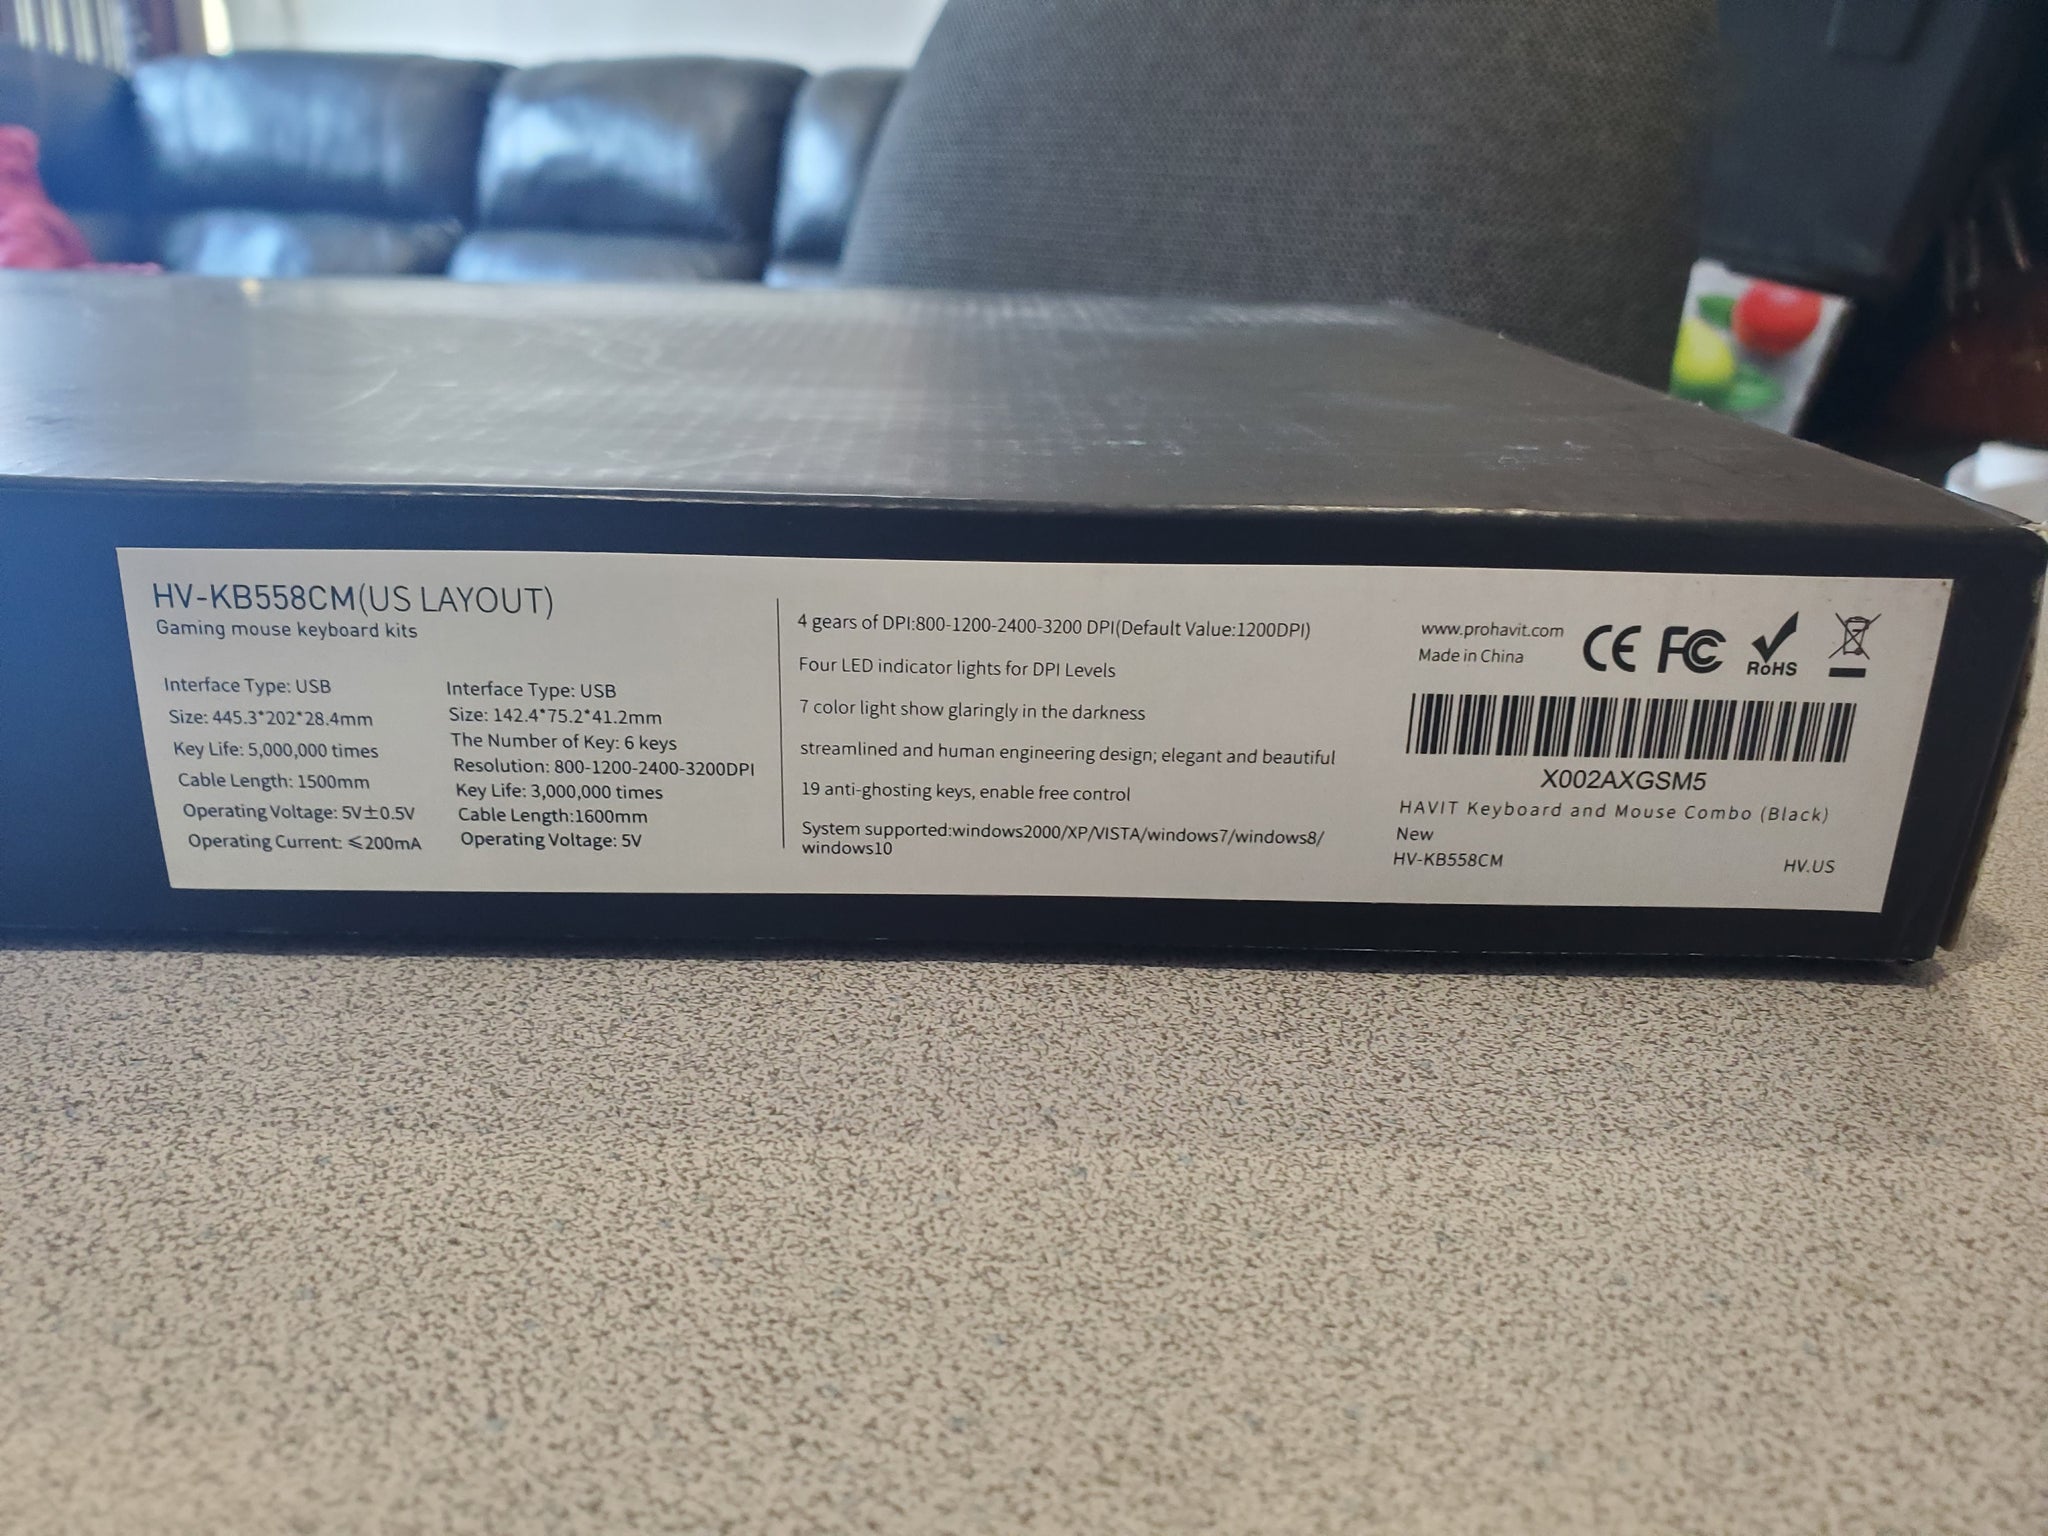 HV-KB558CM(US LAYOUT)
Gaming mouse keyboard kits
Interface Type: USB
Size: 445.3*202*28.4mm
Key Life: 5,000,000 times
Cable Length: 1500mm
Operating Voltage: 5V±0.5V
Operating Current: ≤200mA
Interface Type: USB
Size: 142.4*75.2*41.2mm
The Number of Key: 6 keys
Resolution: 800-1200-2400-3200DPI
Key Life: 3,000,000 times
Cable Length:1600mm
Operating Voltage: 5V
4 gears of DPI:800-1200-2400-3200 DPI(Default Value:1200DPI)
Four LED indicator lights for DPI Levels
7 color light show glaringly in the darkness
streamlined and human engineering design; elegant and beautiful
19 anti-ghosting keys, enable free control
System supported:windows2000/XP/VISTA/windows7/windows8/
windows10
www.prohavit.com
Made in China
CE FC RoHS
X002AXGSM5
HAVIT Keyboard and Mouse Combo (Black)
New
HV-KB558CM HV.US